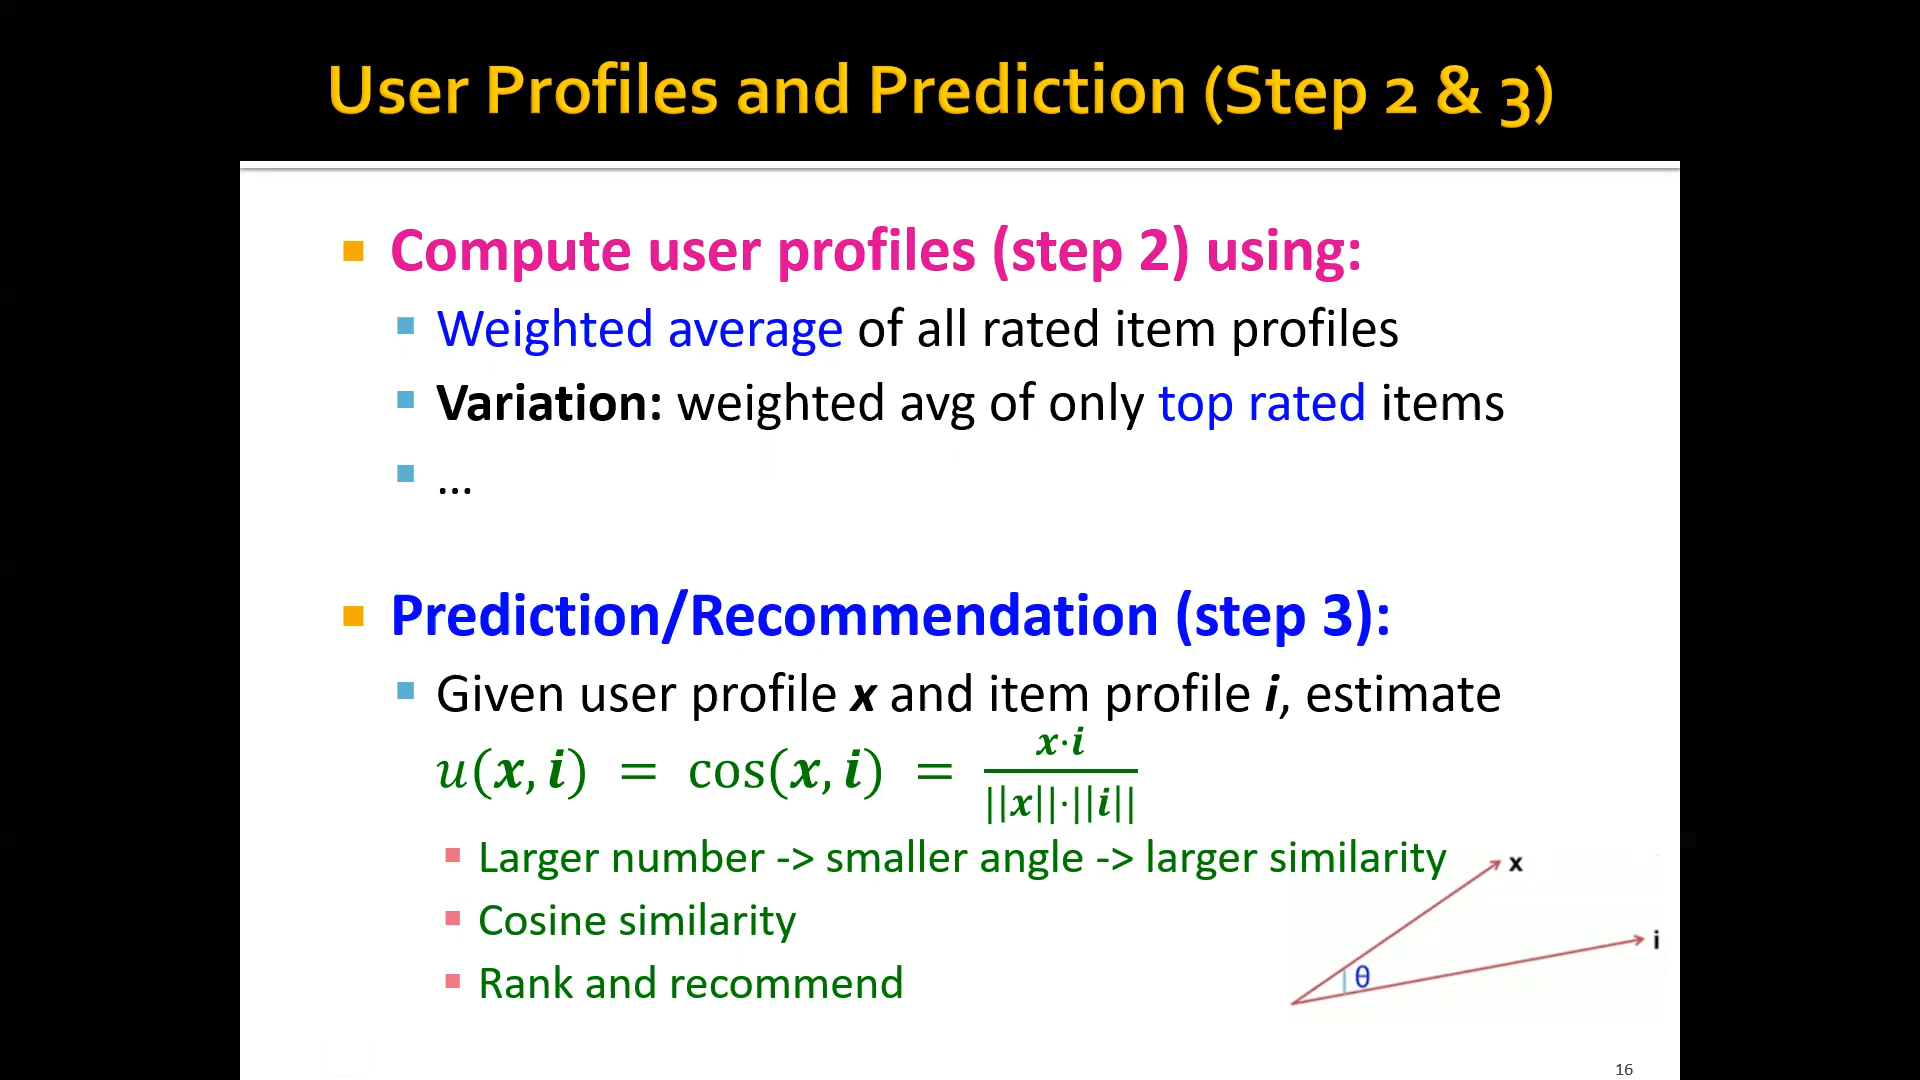 User Profiles and Prediction (Step 2 & 3)
Compute user profiles (step 2) using:
Weighted average of all rated item profiles
Variation: weighted avg of only top rated items
...
Prediction/Recommendation (step 3):
Given user profile x and item profile i, estimate
u(x, i) = cos(x, i) = x·i / ||x||·||i||
Larger number -> smaller angle -> larger similarity
Cosine similarity
Rank and recommend
x
i
θ
16